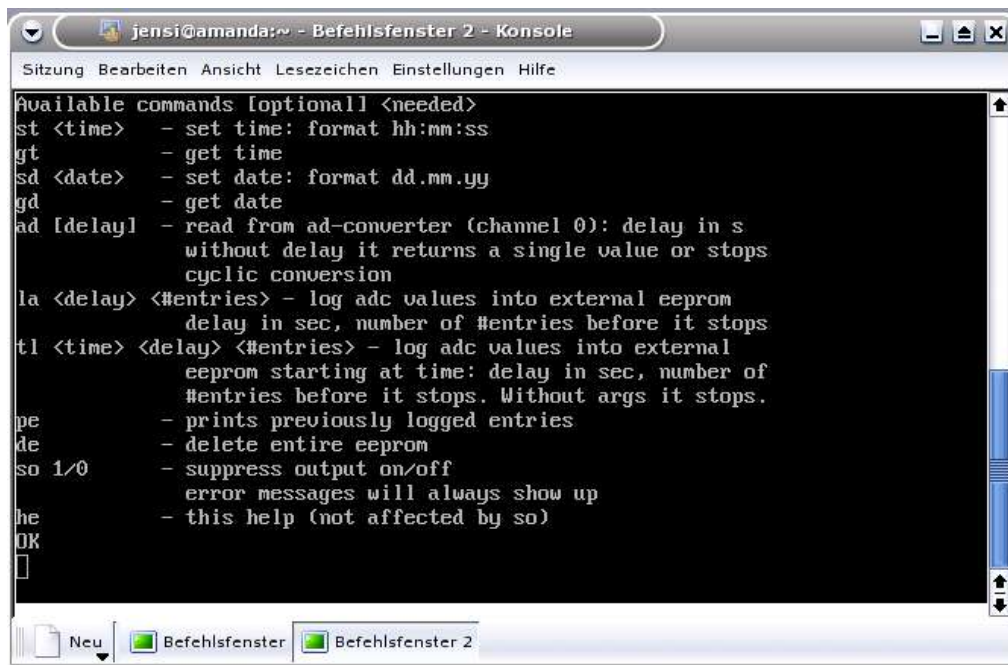 jensi@amanda:~ - Befehlsfenster 2 - Konsole
Sitzung Bearbeiten Ansicht Lesezeichen Einstellungen Hilfe
Available commands [optional] <needed>
st <time> - set time: format hh:mm:ss
gt - get time
sd <date> - set date: format dd.mm.yy
gd - get date
ad [delay] - read from ad-converter (channel 0): delay in s
without delay it returns a single value or stops
cyclic conversion
la <delay> <#entries> - log adc values into external eeprom
delay in sec, number of #entries before it stops
tl <time> <delay> <#entries> - log adc values into external
eeprom starting at time: delay in sec, number of
#entries before it stops. Without args it stops.
pe - prints previously logged entries
de - delete entire eeprom
so 1/0 - suppress output on/off
error messages will always show up
he - this help (not affected by so)
OK
Neu Befehlsfenster Befehlsfenster 2